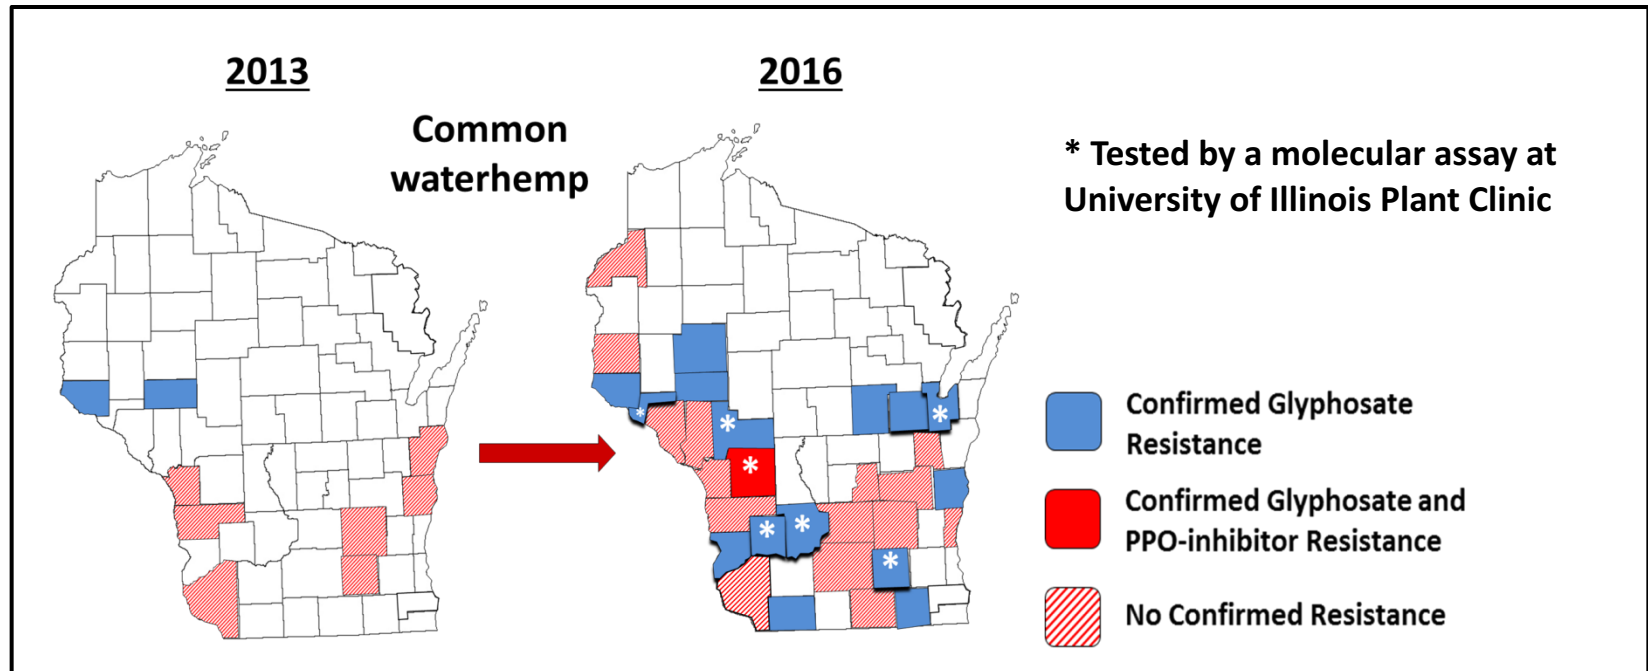 2013
2016
Common
waterhemp
* Tested by a molecular assay at
University of Illinois Plant Clinic
*
*
*
*
*
*
*
Confirmed Glyphosate
Resistance
Confirmed Glyphosate and
PPO-inhibitor Resistance
No Confirmed Resistance